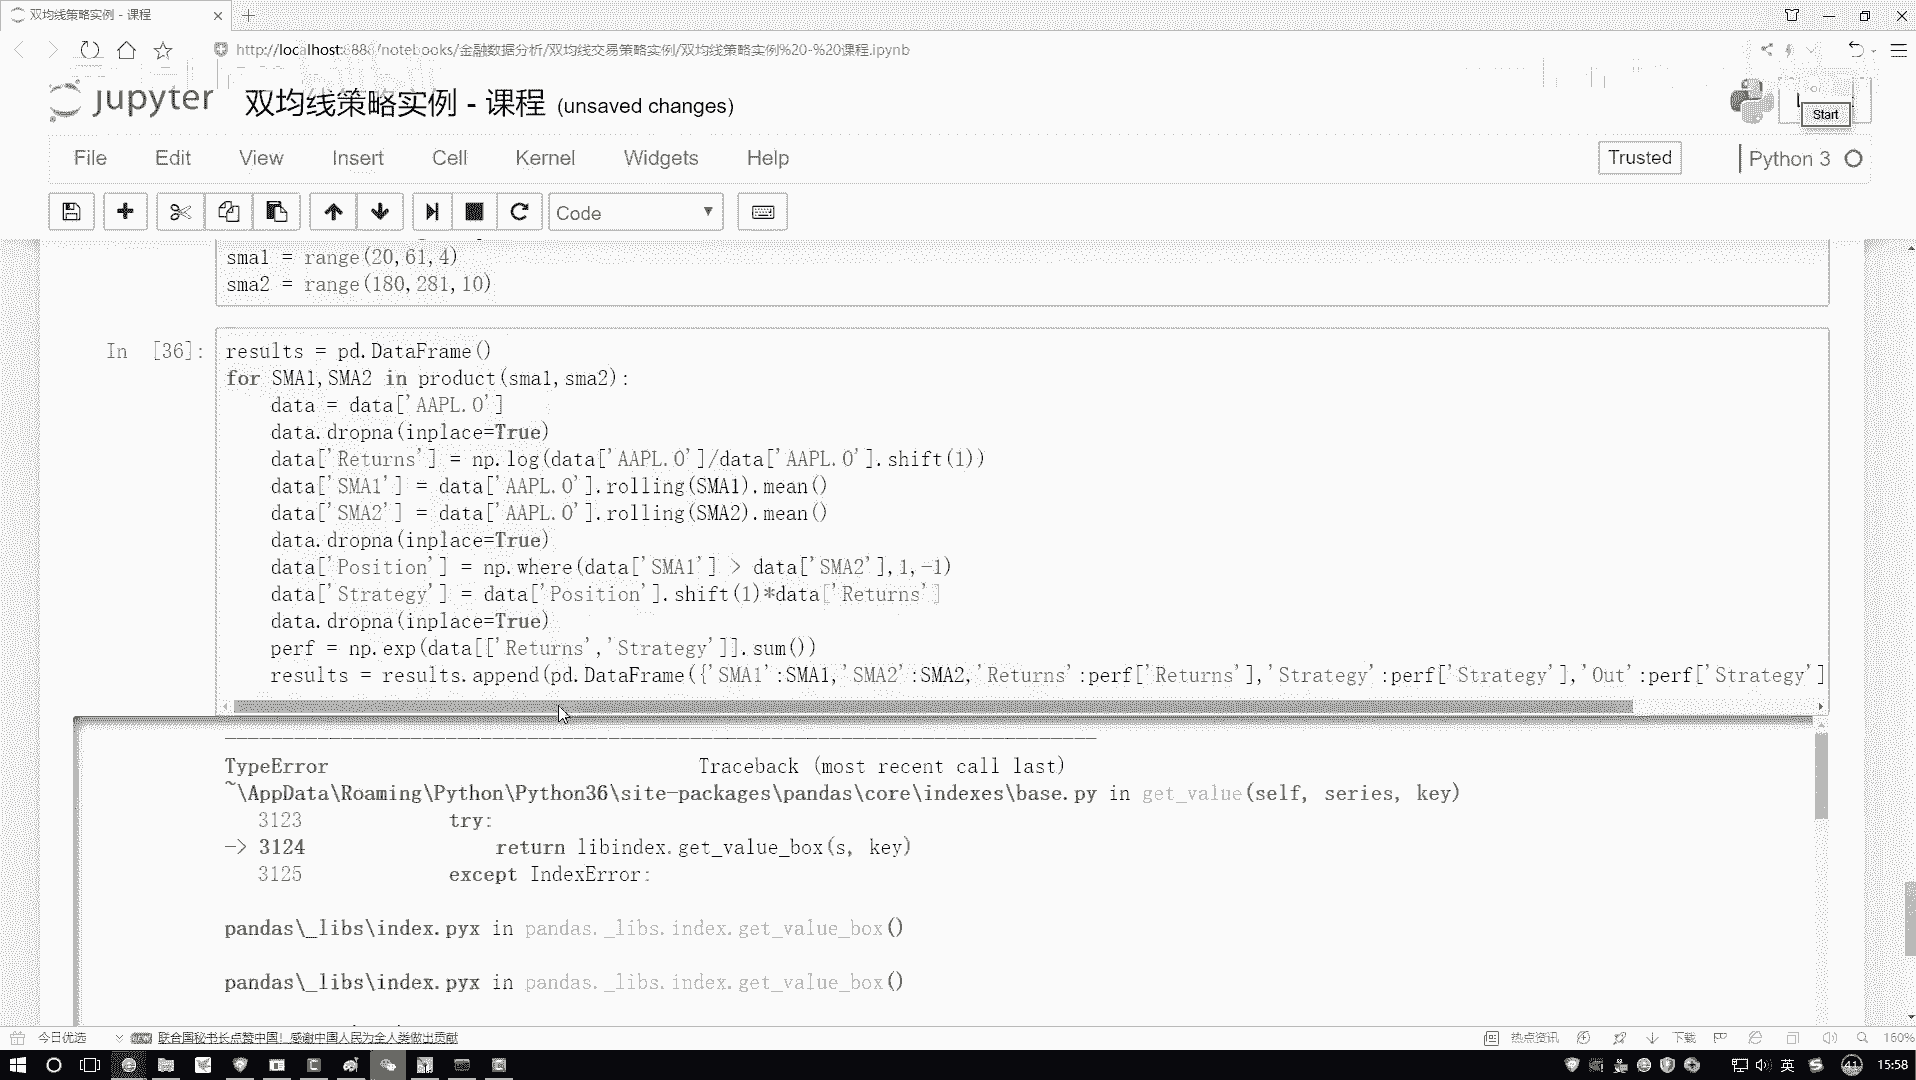 双均线策略实例 - 课程
http://localhost:888/notebooks/金融数据分析/双均线交易策略实例/双均线策略实例%20-%20课程.ipynb
jupyter 双均线策略实例 - 课程 (unsaved changes)
Start
File Edit View Insert Cell Kernel Widgets Help
Trusted
Python 3
Code
sma1 = range(20,61,4)
sma2 = range(180,281,10)
In [36]:
results = pd.DataFrame()
for SMA1,SMA2 in product(sma1,sma2):
data = data['AAPL.O']
data.dropna(inplace=True)
data['Returns'] = np.log(data['AAPL.O']/data['AAPL.O'].shift(1))
data['SMA1'] = data['AAPL.O'].rolling(SMA1).mean()
data['SMA2'] = data['AAPL.O'].rolling(SMA2).mean()
data.dropna(inplace=True)
data['Position'] = np.where(data['SMA1'] > data['SMA2'],1,-1)
data['Strategy'] = data['Position'].shift(1)*data['Returns']
data.dropna(inplace=True)
perf = np.exp(data[['Returns','Strategy']].sum())
results = results.append(pd.DataFrame({'SMA1':SMA1,'SMA2':SMA2,'Returns':perf['Returns'],'Strategy':perf['Strategy'],'Out':perf['Strategy']
TypeError Traceback (most recent call last)
~\AppData\Roaming\Python\Python36\site-packages\pandas\core\indexes\base.py in get_value(self, series, key)
3123 try:
-> 3124 return libindex.get_value_box(s, key)
3125 except IndexError:
pandas\_libs\index.pyx in pandas._libs.index.get_value_box()
pandas\_libs\index.pyx in pandas._libs.index.get_value_box()
今日优选
联合国秘书长点赞中国！感谢中国人民为全人类做出贡献
热点资讯
下载
160%
英
41
15:58